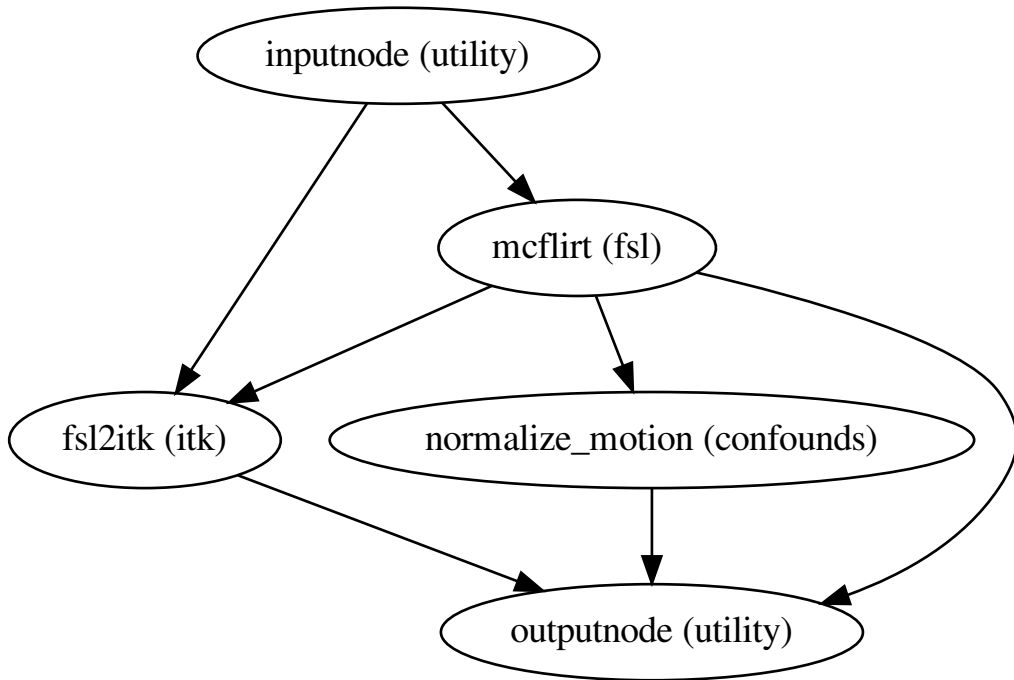 inputnode (utility)
mcflirt (fsl)
fsl2itk (itk)
normalize_motion (confounds)
outputnode (utility)